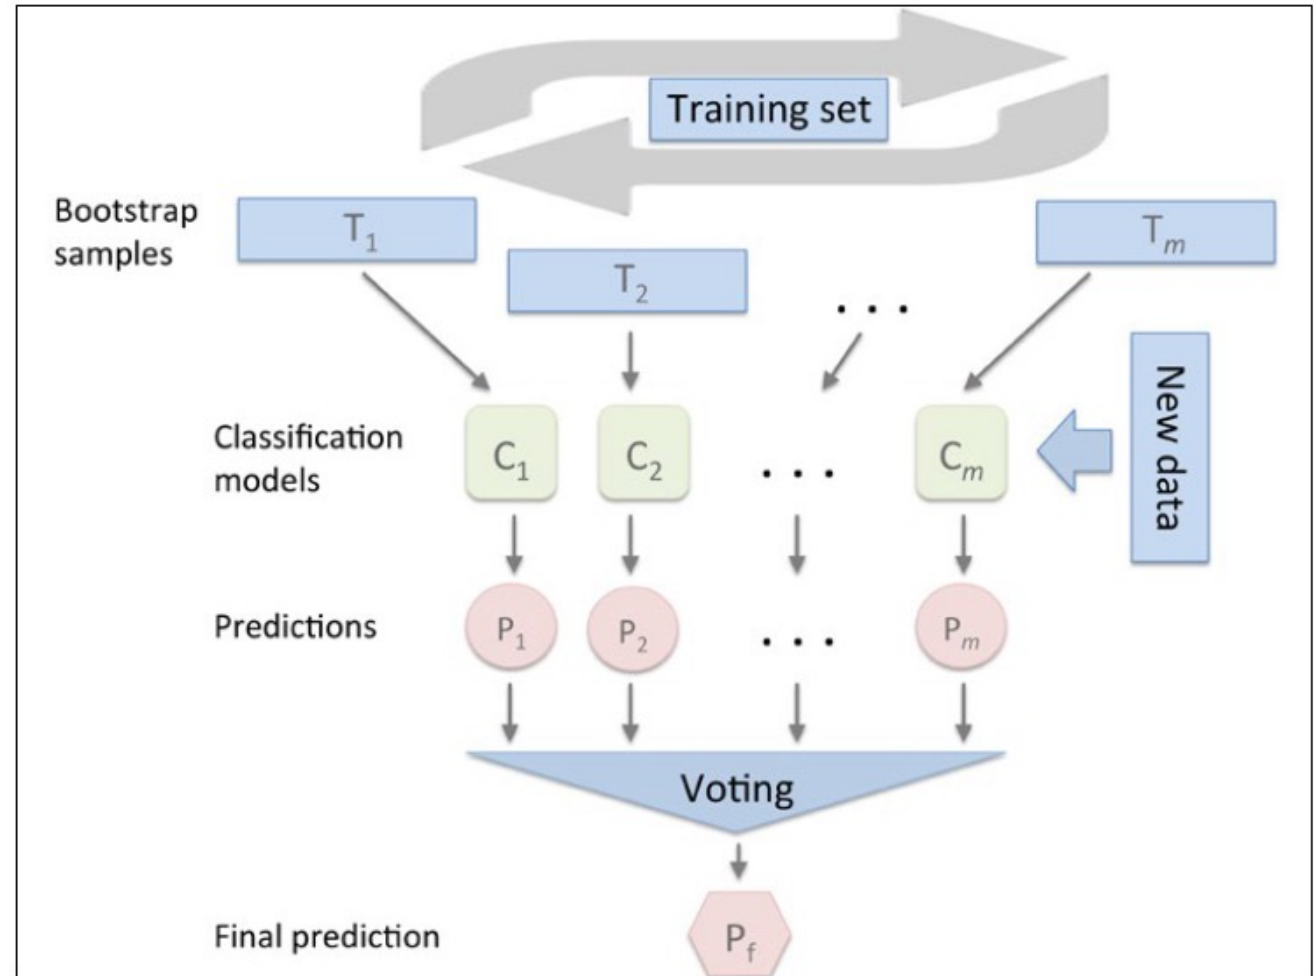 Training set
Bootstrap
samples
T1
T2
Tm
. . .
New data
Classification
models
C1
C2
. . .
Cm
Predictions
P1
P2
. . .
Pm
Voting
Final prediction
Pf